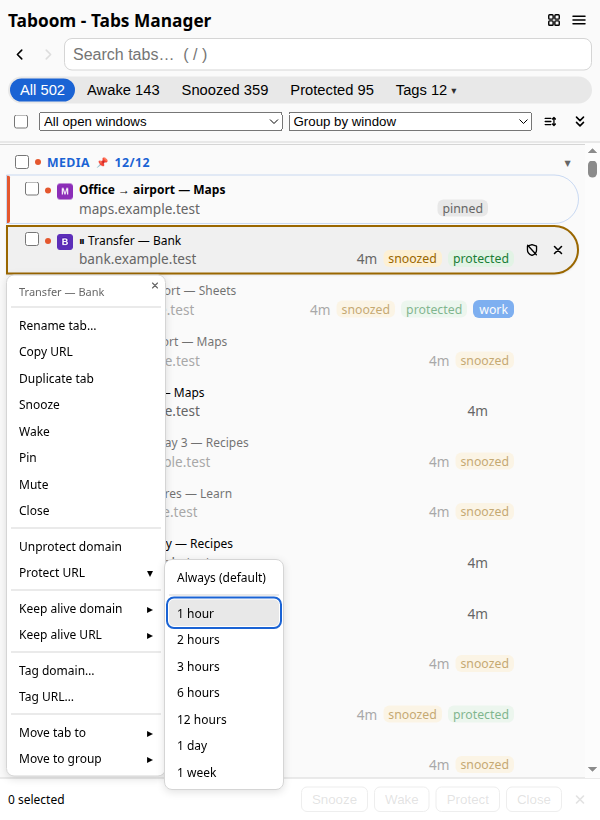 Taboom - Tabs Manager
Search tabs… ( / )
All 502 Awake 143 Snoozed 359 Protected 95 Tags 12 ▾
All open windows Group by window
MEDIA 📌 12/12 ▼
M Office → airport — Maps
maps.example.test pinned
B Transfer — Bank
bank.example.test 4m snoozed protected
Transfer — Bank ×
ort — Sheets
.test 4m snoozed protected work
Rename tab...
ort — Maps
Copy URL
e.test 4m snoozed
Duplicate tab
— Maps
Snooze
e.test 4m
Wake
ay 3 — Recipes
Pin
ple.test 4m snoozed
Mute
res — Learn
Close
e.test 4m snoozed
Unprotect domain
y — Recipes
4m
Protect URL ▾
Always (default)
Keep alive domain ▸
1 hour
4m
Keep alive URL ▸
2 hours
Tag domain...
3 hours
4m snoozed
Tag URL...
6 hours
12 hours
4m snoozed protected
Move tab to ▸
1 day
Move to group ▸
1 week
4m snoozed
0 selected Snooze Wake Protect Close ✕